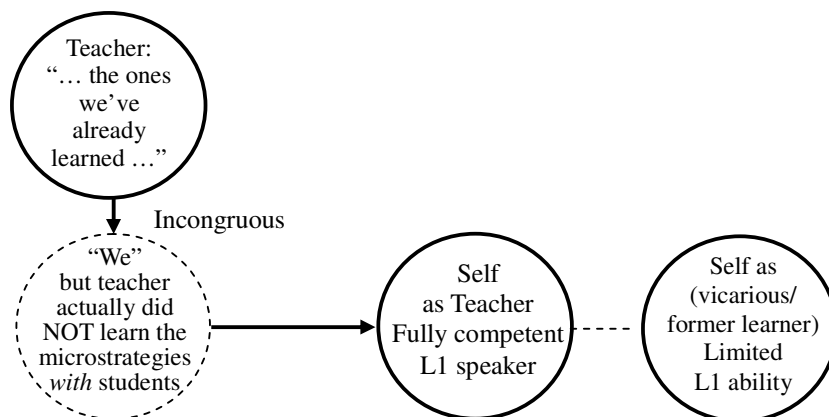 Teacher:
“… the ones
we’ve
already
learned …”
Incongruous
“We”
but teacher
actually did
NOT learn the
microstrategies
with students
Self
as Teacher
Fully competent
L1 speaker
Self as
(vicarious/
former learner)
Limited
L1 ability